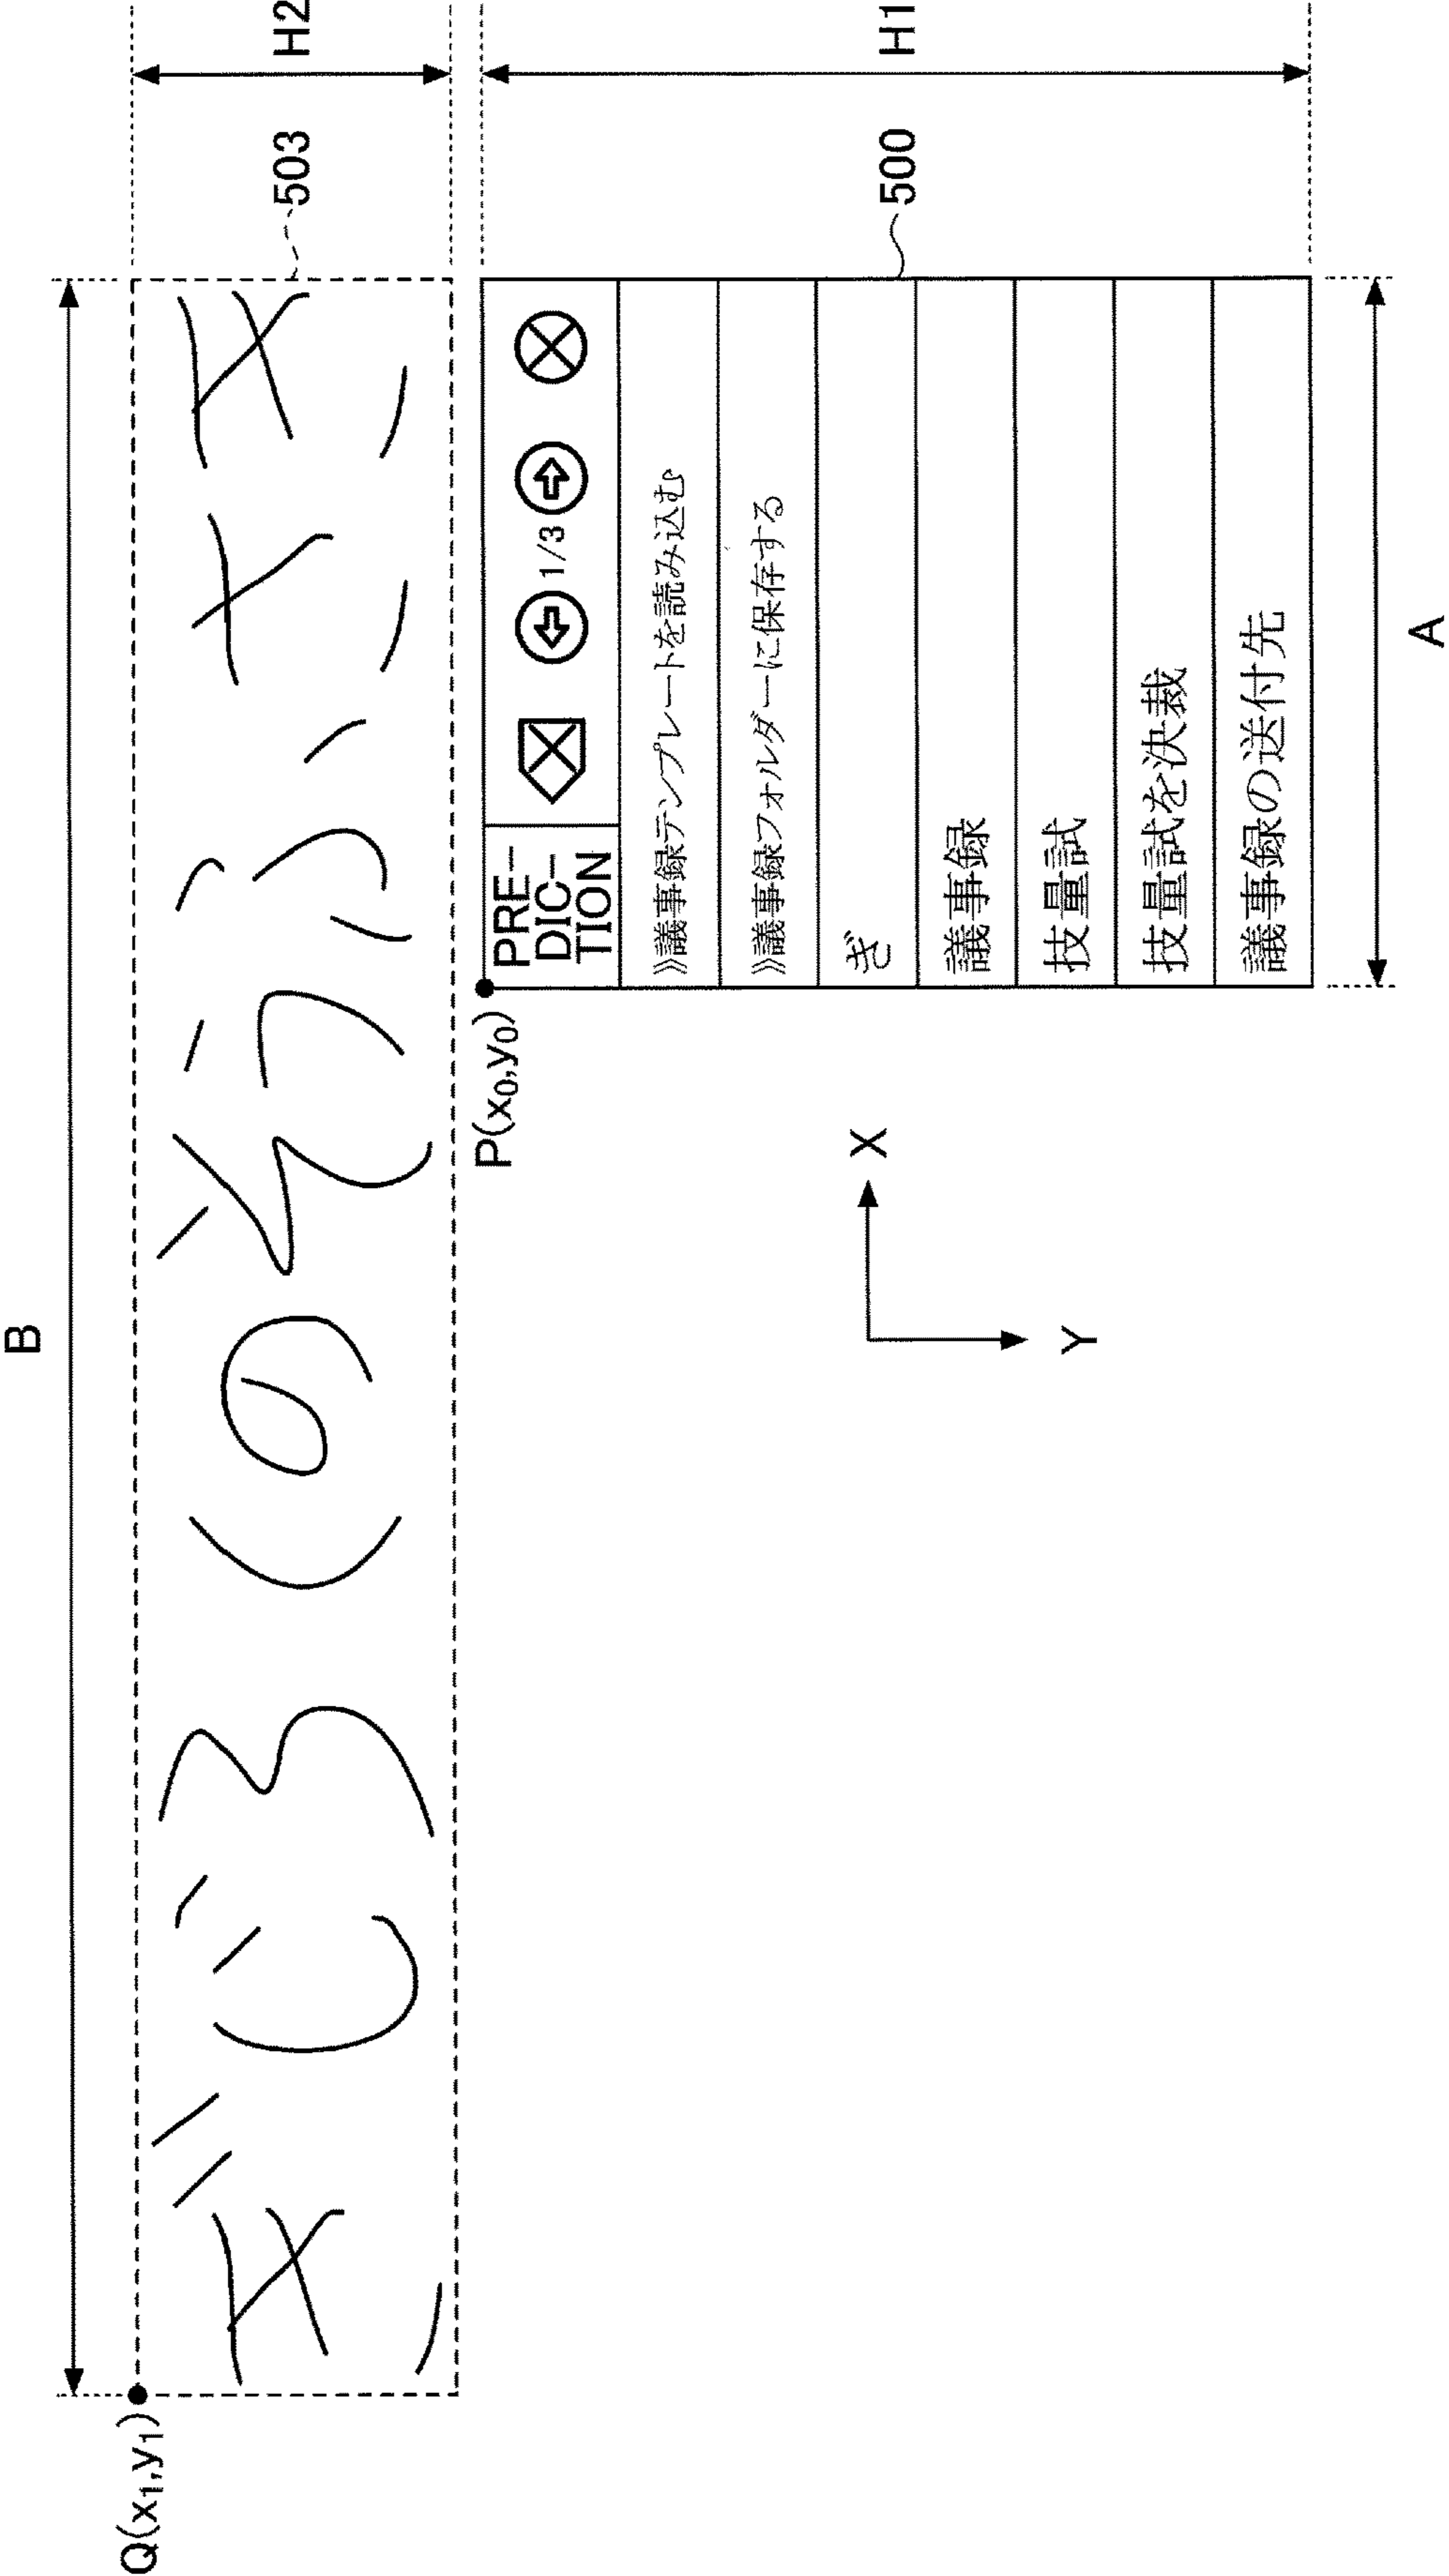 B
Q(x1,y1)
ぎじろくのそうふさき
503
H2
P(x0,y0)
PRE-
DIC-
TION
1/3
》議事録テンプレートを読み込む
》議事録フォルダーに保存する
ぎ
議事録
技量試
技量試を決裁
議事録の送付先
500
H1
X
Y
A